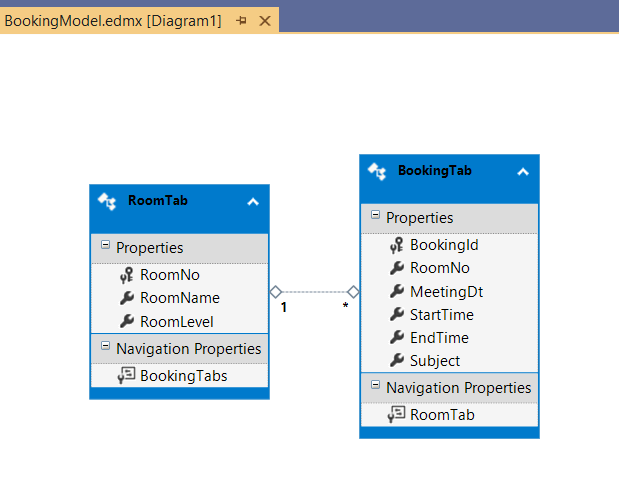 BookingModel.edmx [Diagram1]
RoomTab
Properties
RoomNo
RoomName
RoomLevel
Navigation Properties
BookingTabs
1
*
BookingTab
Properties
BookingId
RoomNo
MeetingDt
StartTime
EndTime
Subject
Navigation Properties
RoomTab